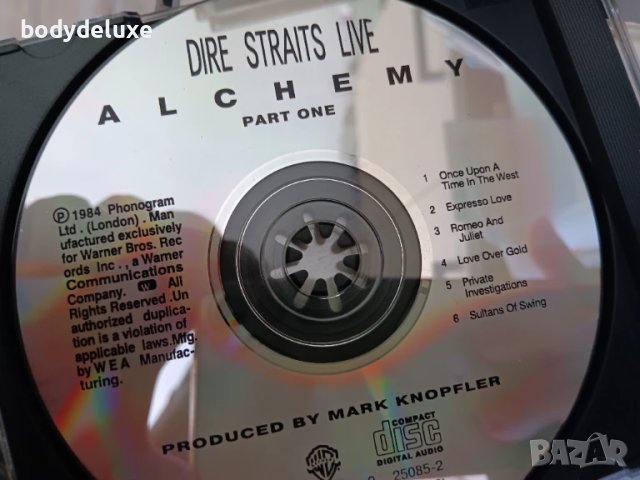 bodydeluxe
DIRE STRAITS LIVE
ALCHEMY
PART ONE
℗ 1984 Phonogram
Ltd. (London). Man
ufactured exclusively
for Warner Bros. Rec
ords Inc., a Warner
Communications
Company. W All
Rights Reserved. Un
authorized duplica-
tion is a violation of
applicable laws. Mfg.
by W E A Manufac-
turing.
1 Once Upon A
Time In The West
2 Expresso Love
3 Romeo And
Juliet
4 Love Over Gold
5 Private
Investigations
6 Sultans Of Swing
PRODUCED BY MARK KNOPFLER
WB
COMPACT
disc
DIGITAL AUDIO
25085-2
BAZAR